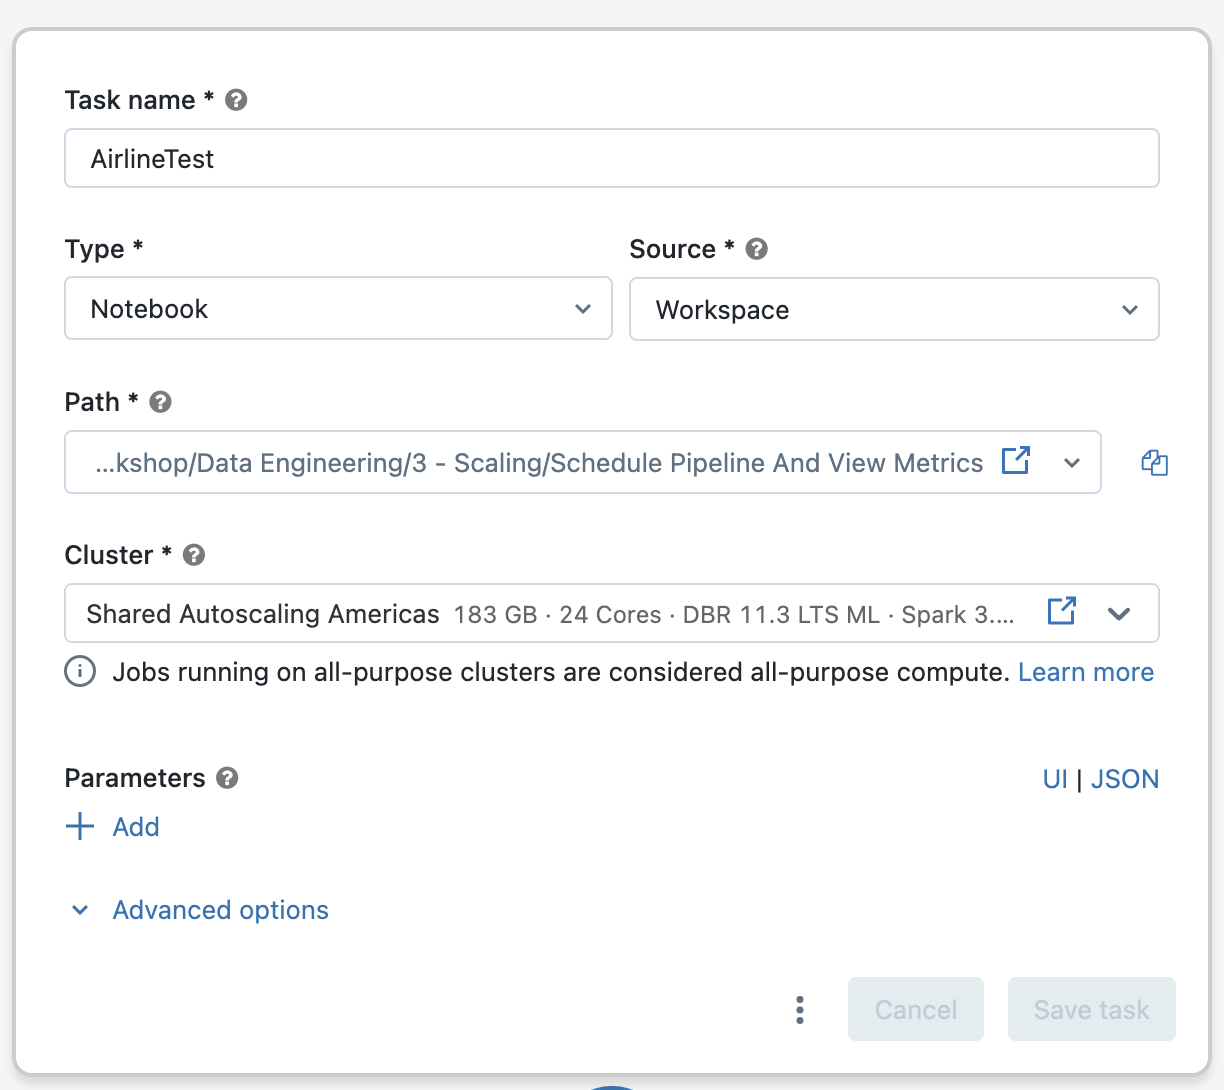 Task name *
AirlineTest
Type *
Source *
Notebook
Workspace
Path *
...kshop/Data Engineering/3 - Scaling/Schedule Pipeline And View Metrics
Cluster *
Shared Autoscaling Americas 183 GB · 24 Cores · DBR 11.3 LTS ML · Spark 3....
Jobs running on all-purpose clusters are considered all-purpose compute. Learn more
Parameters
UI | JSON
Add
Advanced options
Cancel
Save task